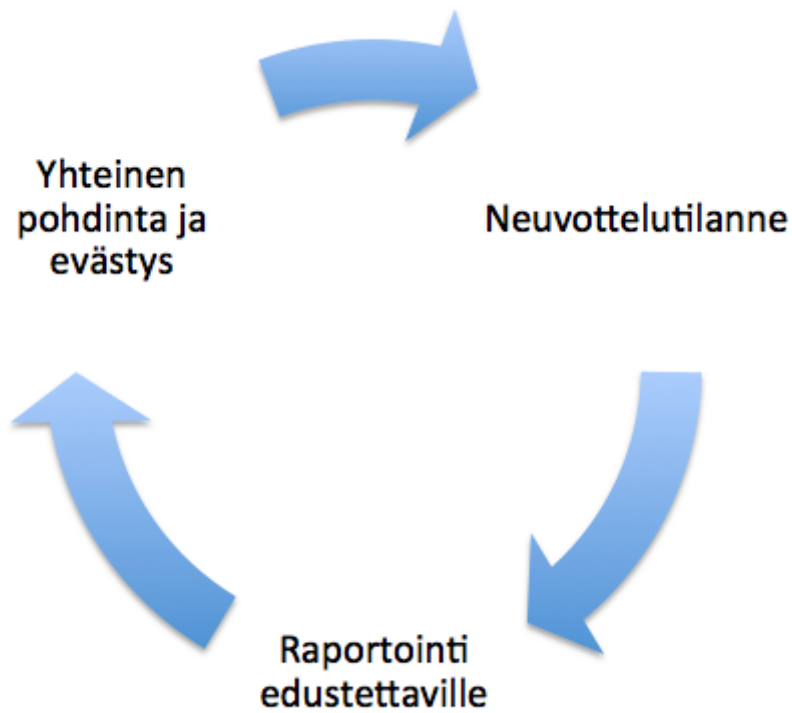 Yhteinen
pohdinta ja
evästys
Neuvottelutilanne
Raportointi
edustettaville